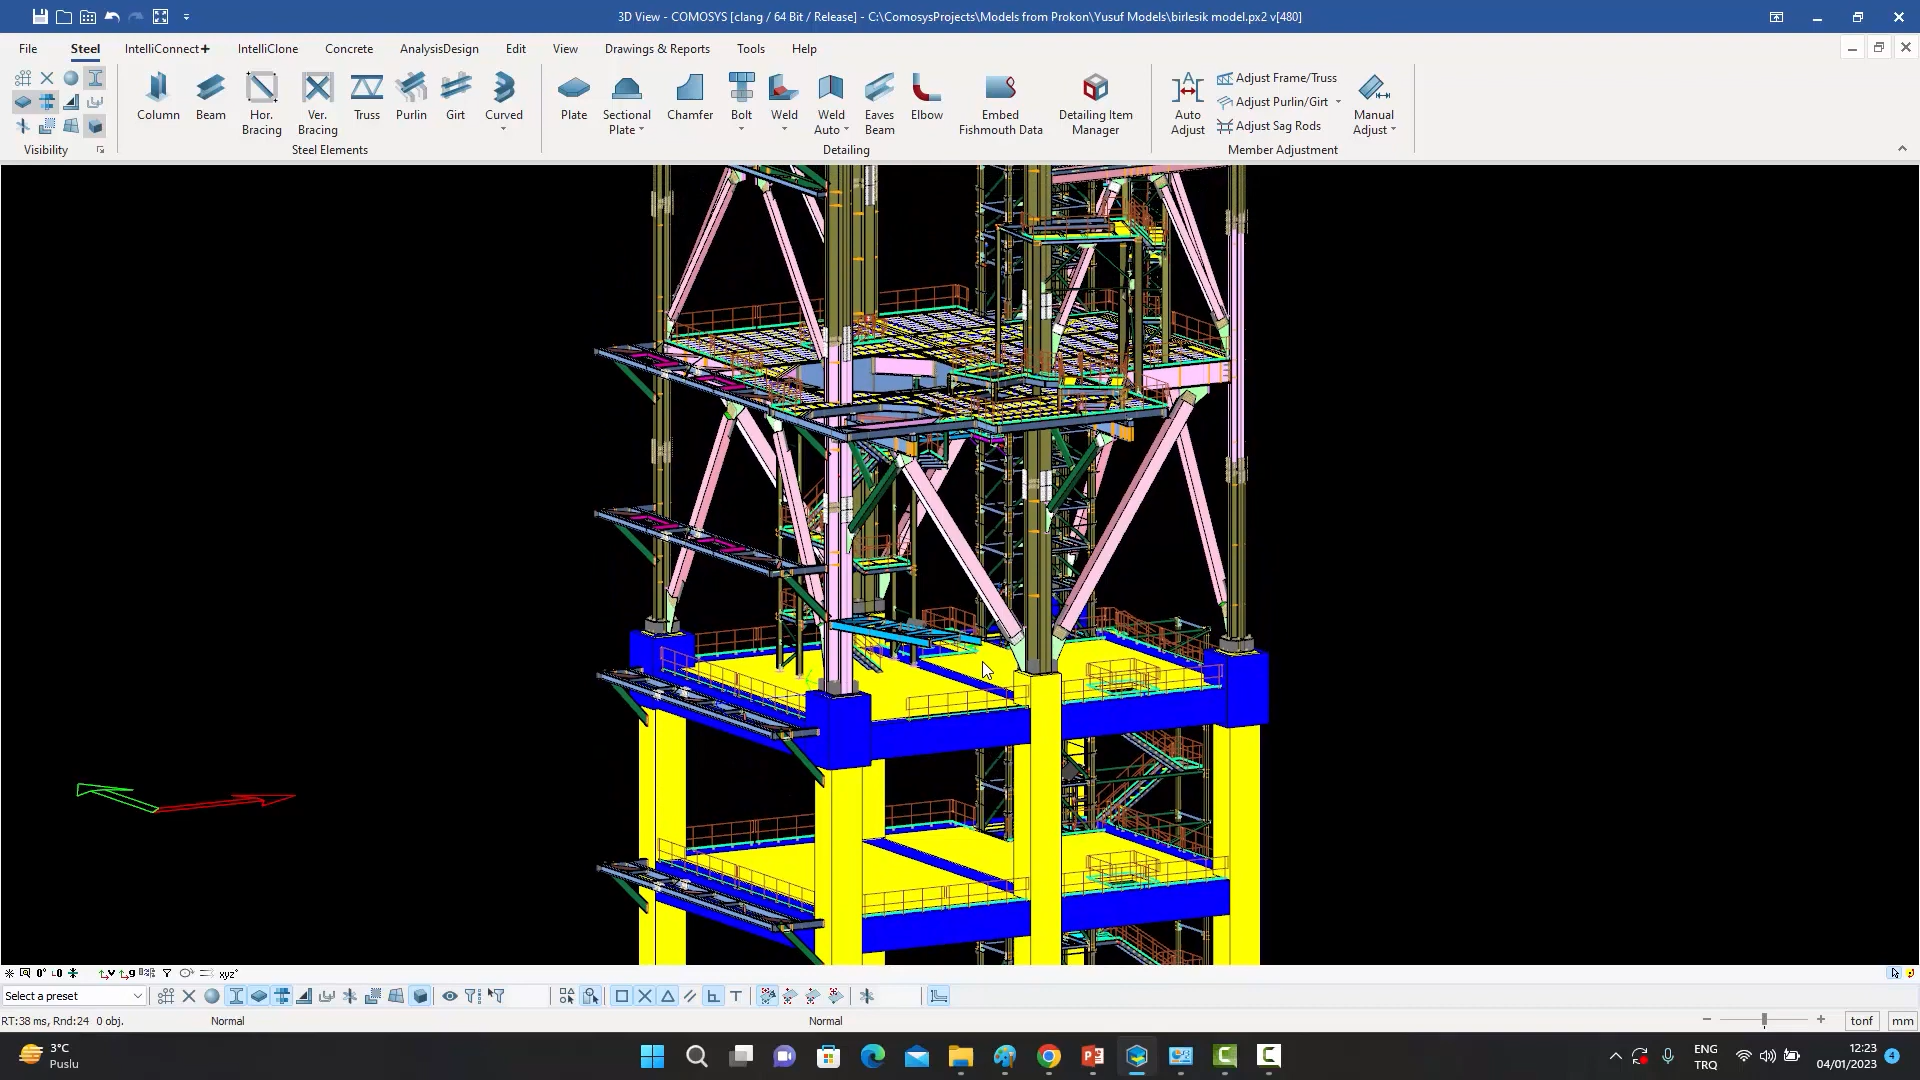 3D View - COMOSYS [clang / 64 Bit / Release] - C:\ComosysProjects\Models from Prokon\Yusuf Models\birlesik model.px2 v[480]
File Steel IntelliConnect+ IntelliClone Concrete AnalysisDesign Edit View Drawings & Reports Tools Help
Column Beam Hor. Bracing Ver. Bracing Truss Purlin Girt Curved
Plate Sectional Plate Chamfer Bolt Weld Weld Auto Eaves Beam Elbow Embed Fishmouth Data Detailing Item Manager
Auto Adjust
Adjust Frame/Truss
Adjust Purlin/Girt
Adjust Sag Rods
Manual Adjust
Visibility Steel Elements Detailing Member Adjustment
xyz
Select a preset
RT:38 ms, Rnd:24 0 obj. Normal Normal tonf mm
3°C
Puslu
ENG
TRQ
12:23
04/01/2023
4